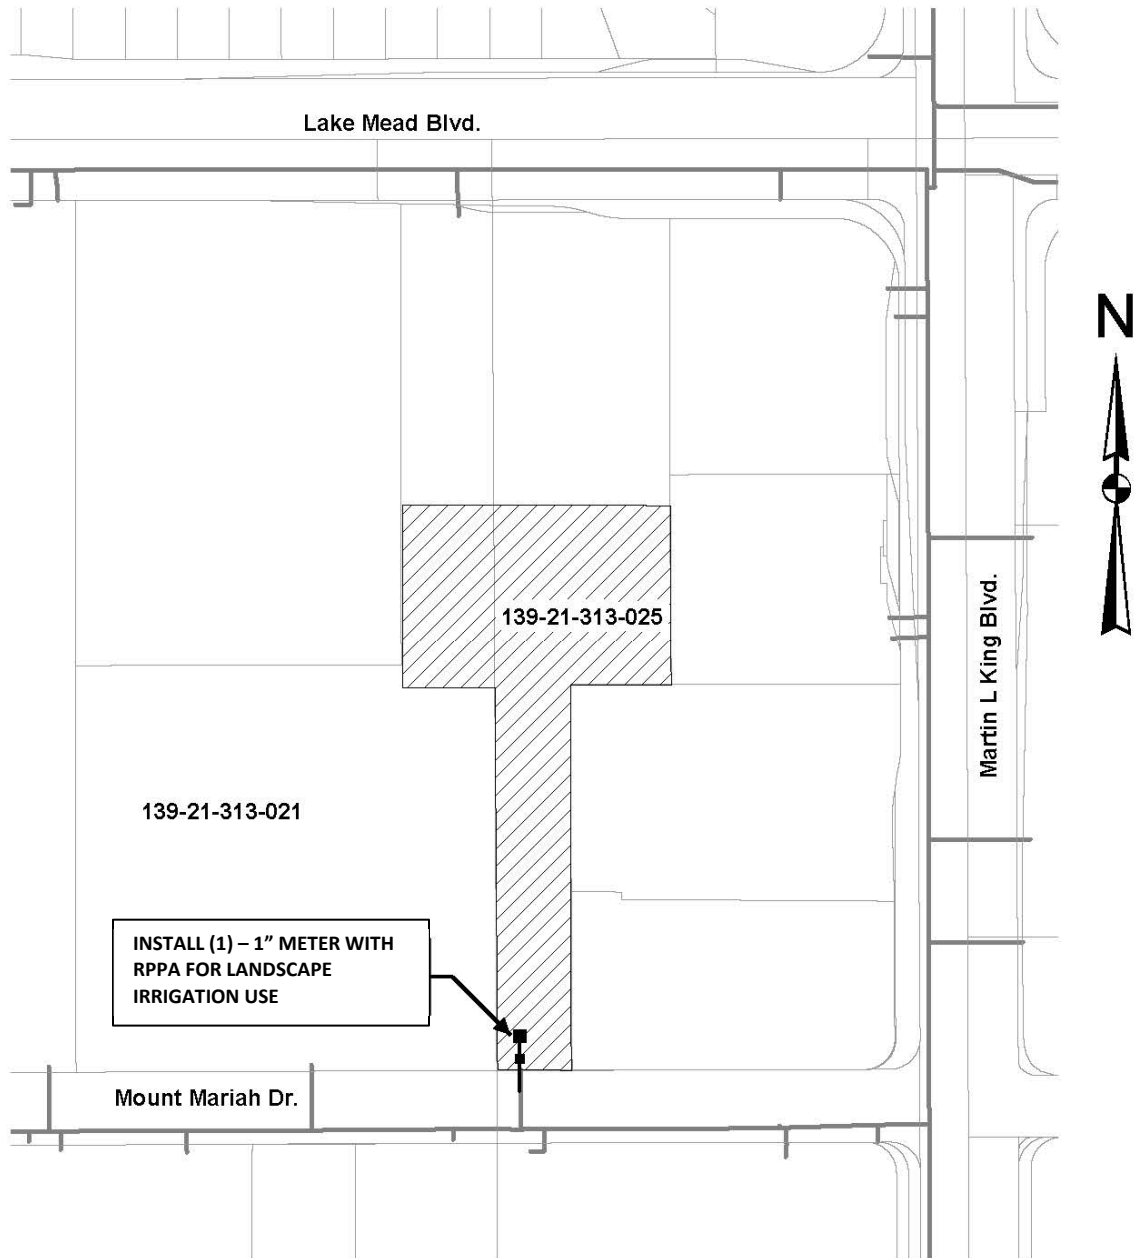 Lake Mead Blvd.
N
139-21-313-025
Martin L King Blvd.
139-21-313-021
INSTALL (1) – 1” METER WITH
RPPA FOR LANDSCAPE
IRRIGATION USE
Mount Mariah Dr.